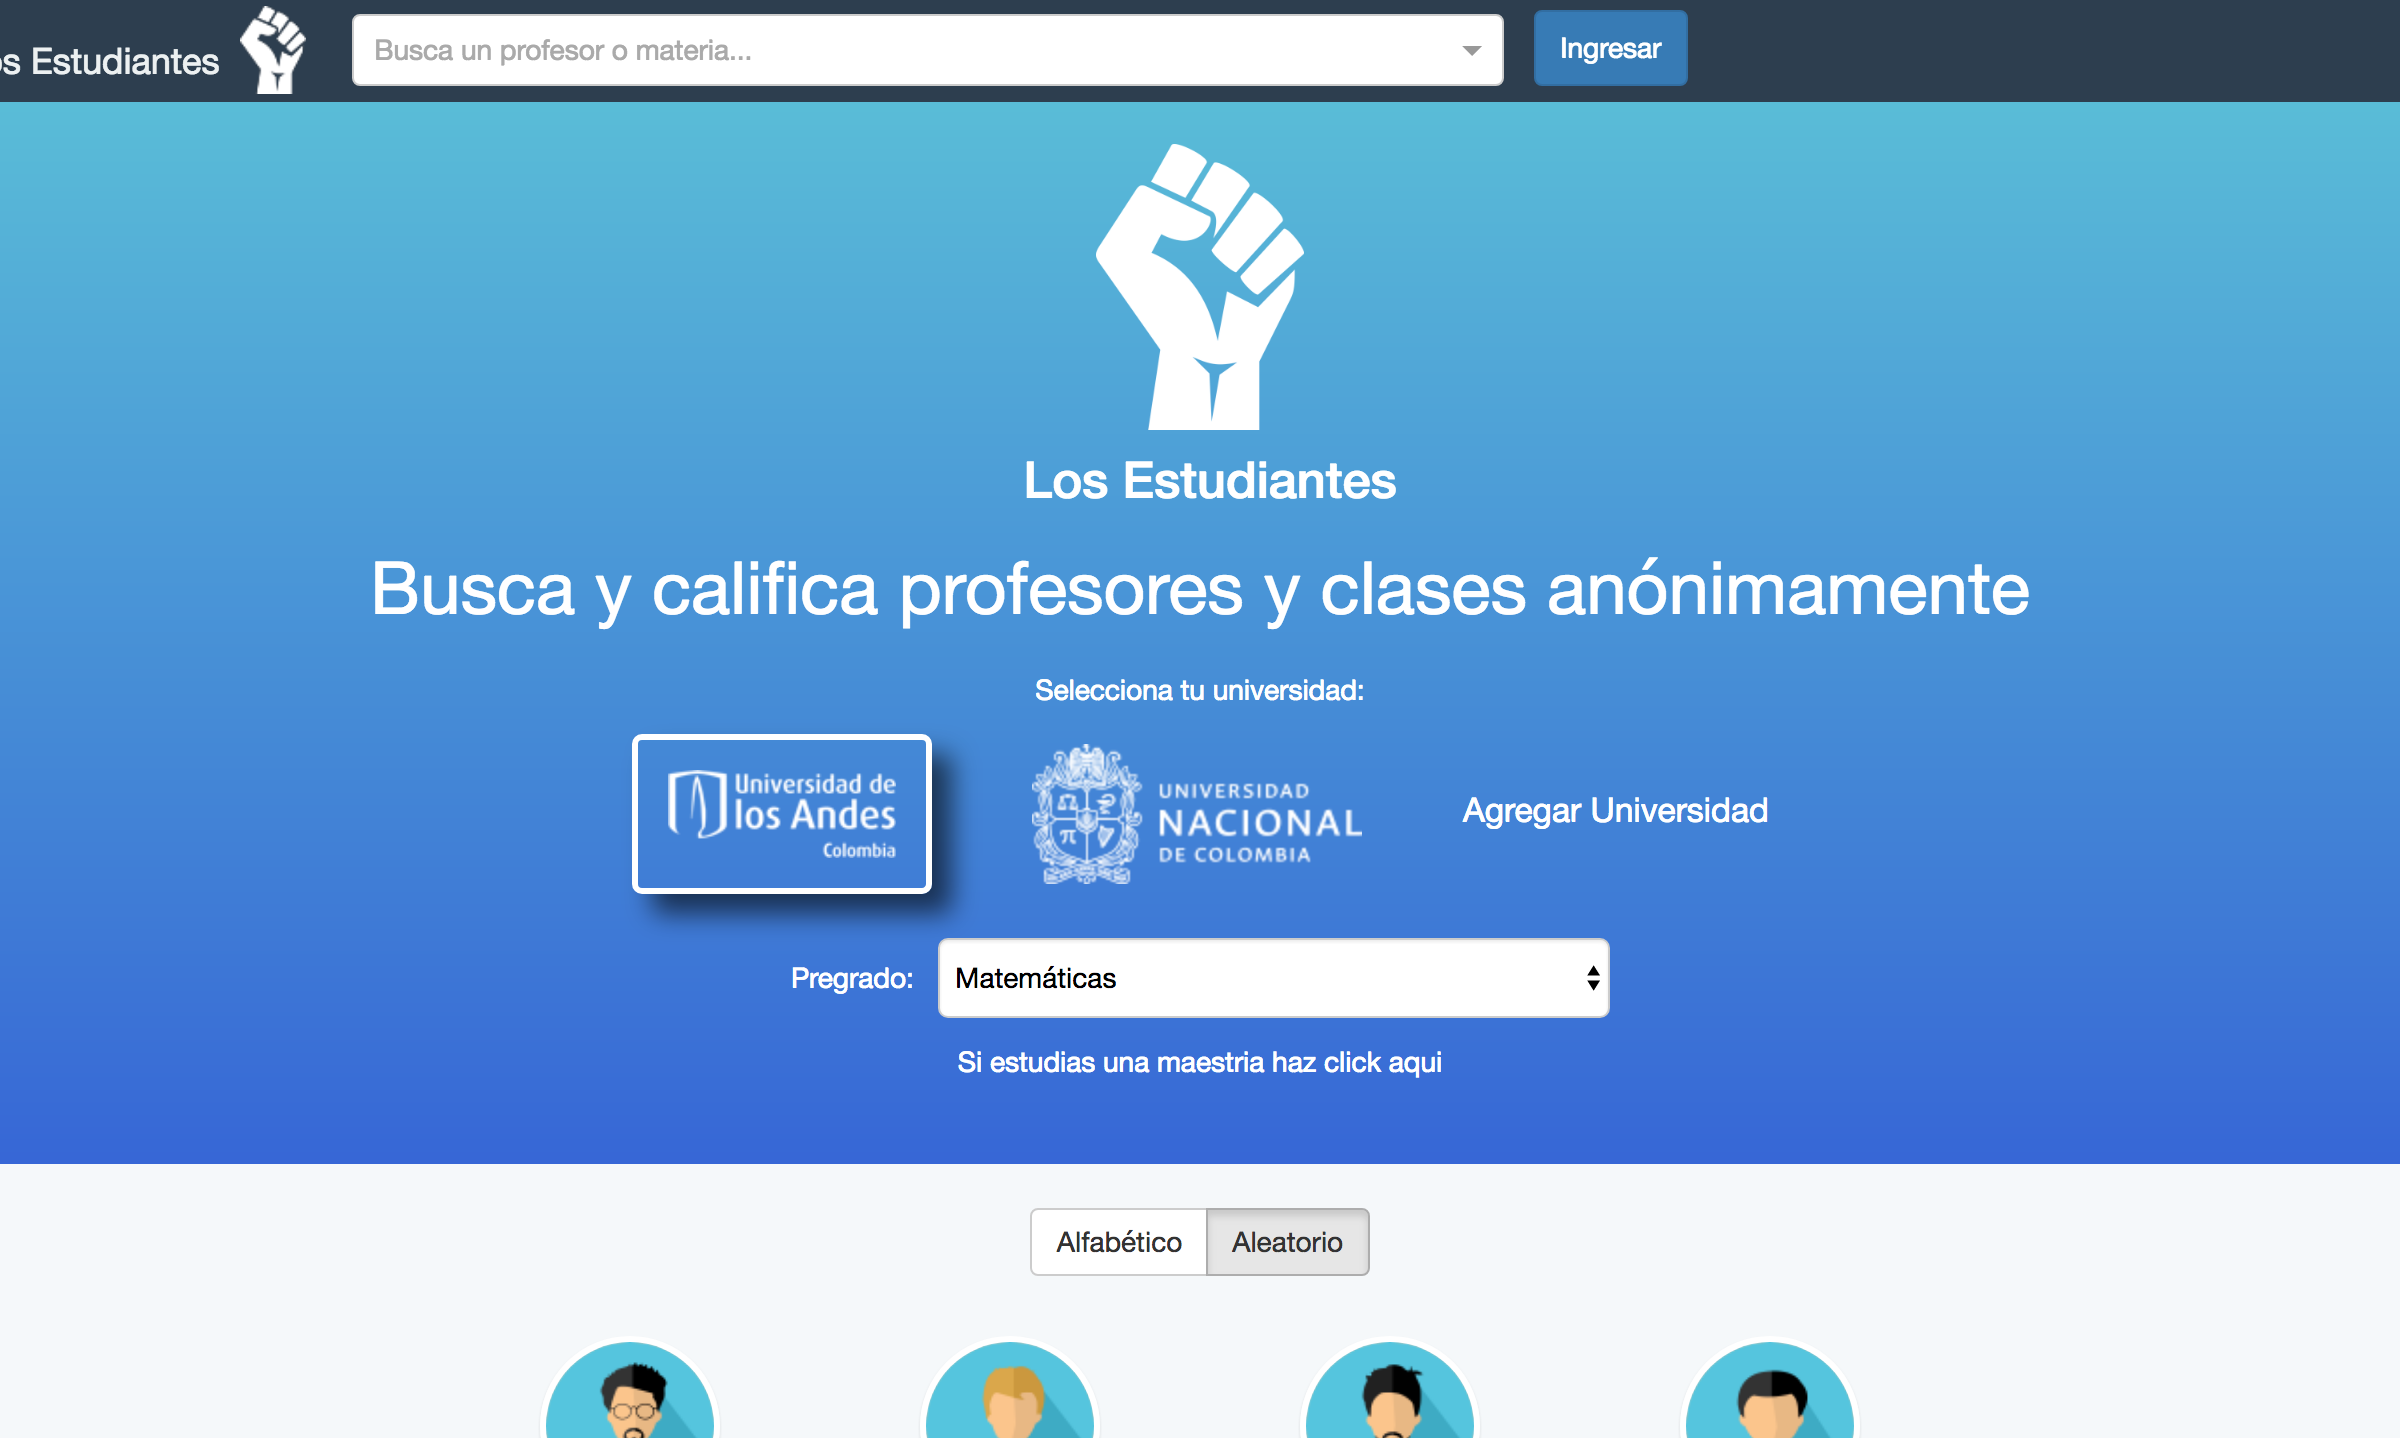 os Estudiantes
Busca un profesor o materia...
Ingresar
Los Estudiantes
Busca y califica profesores y clases anónimamente
Selecciona tu universidad:
Universidad de
los Andes
Colombia
UNIVERSIDAD
NACIONAL
DE COLOMBIA
Agregar Universidad
Pregrado:
Matemáticas
Si estudias una maestria haz click aqui
Alfabético
Aleatorio